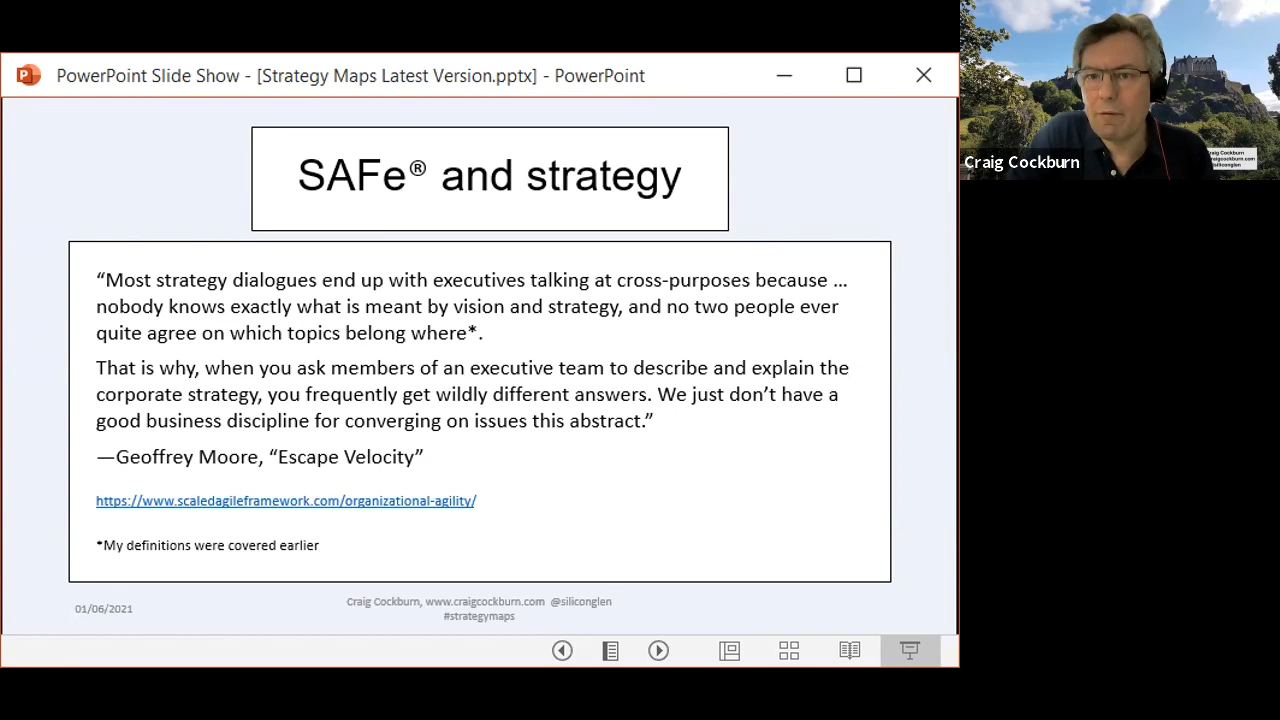 PowerPoint Slide Show - [Strategy Maps Latest Version.pptx] - PowerPoint
SAFe® and strategy
“Most strategy dialogues end up with executives talking at cross-purposes because …
nobody knows exactly what is meant by vision and strategy, and no two people ever
quite agree on which topics belong where*.
That is why, when you ask members of an executive team to describe and explain the
corporate strategy, you frequently get wildly different answers. We just don’t have a
good business discipline for converging on issues this abstract.”
—Geoffrey Moore, “Escape Velocity”
https://www.scaledagileframework.com/organizational-agility/
*My definitions were covered earlier
01/06/2021
Craig Cockburn, www.craigcockburn.com @siliconglen
#strategymaps
Craig Cockburn